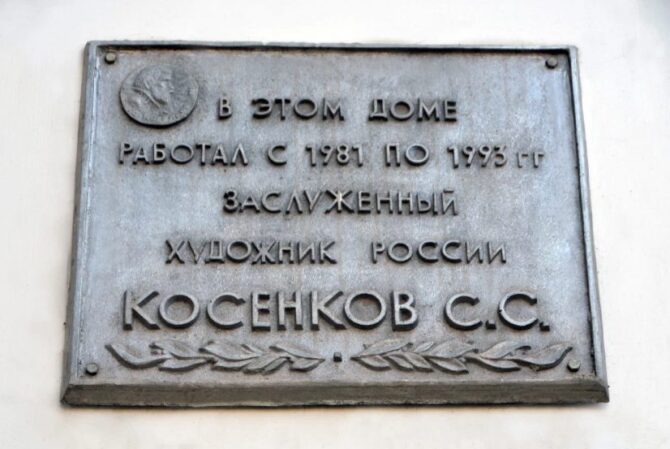 В ЭТОМ ДОМЕ
РАБОТАЛ С 1981 ПО 1993 гг
ЗАСЛУЖЕННЫЙ
ХУДОЖНИК РОССИИ
КОСЕНКОВ С.С.